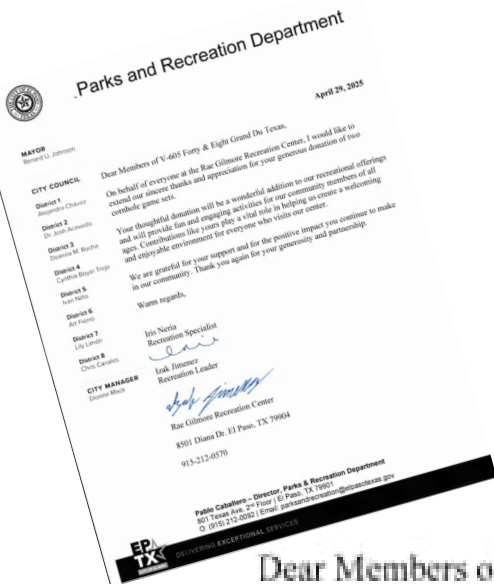 Parks and Recreation Department
April 29, 2025
MAYOR
Renard U. Johnson
CITY COUNCIL
District 1
Alejandra Chávez
District 2
Dr. Josh Acevedo
District 3
Deanna M. Rocha
District 4
Cynthia Boyar Trejo
District 5
Ivan Niño
District 6
Art Fierro
District 7
Lily Limón
District 8
Chris Canales
CITY MANAGER
Dionne Mack
Dear Members of V-605 Forty & Eight Grand Du Texas,
On behalf of everyone at the Rae Gilmore Recreation Center, I would like to
extend our sincere thanks and appreciation for your generous donation of two
cornhole game sets.
Your thoughtful donation will be a wonderful addition to our recreational offerings
and will provide fun and engaging activities for our community members of all
ages. Contributions like yours play a vital role in helping us create a welcoming
and enjoyable environment for everyone who visits our center.
We are grateful for your support and for the positive impact you continue to make
in our community. Thank you again for your generosity and partnership.
Warm regards,
Iris Neria
Recreation Specialist
Izak Jimenez
Recreation Leader
Izak Jimenez
Rae Gilmore Recreation Center
8501 Diana Dr. El Paso, TX 79904
915-212-0570
Pablo Caballero – Director, Parks & Recreation Department
801 Texas Ave, 2nd Floor | El Paso, TX 79901
O: (915) 212-0092 | Email: parksandrecreation@elpasotexas.gov
EP
TX
DELIVERING EXCEPTIONAL SERVICES
Dear Members o